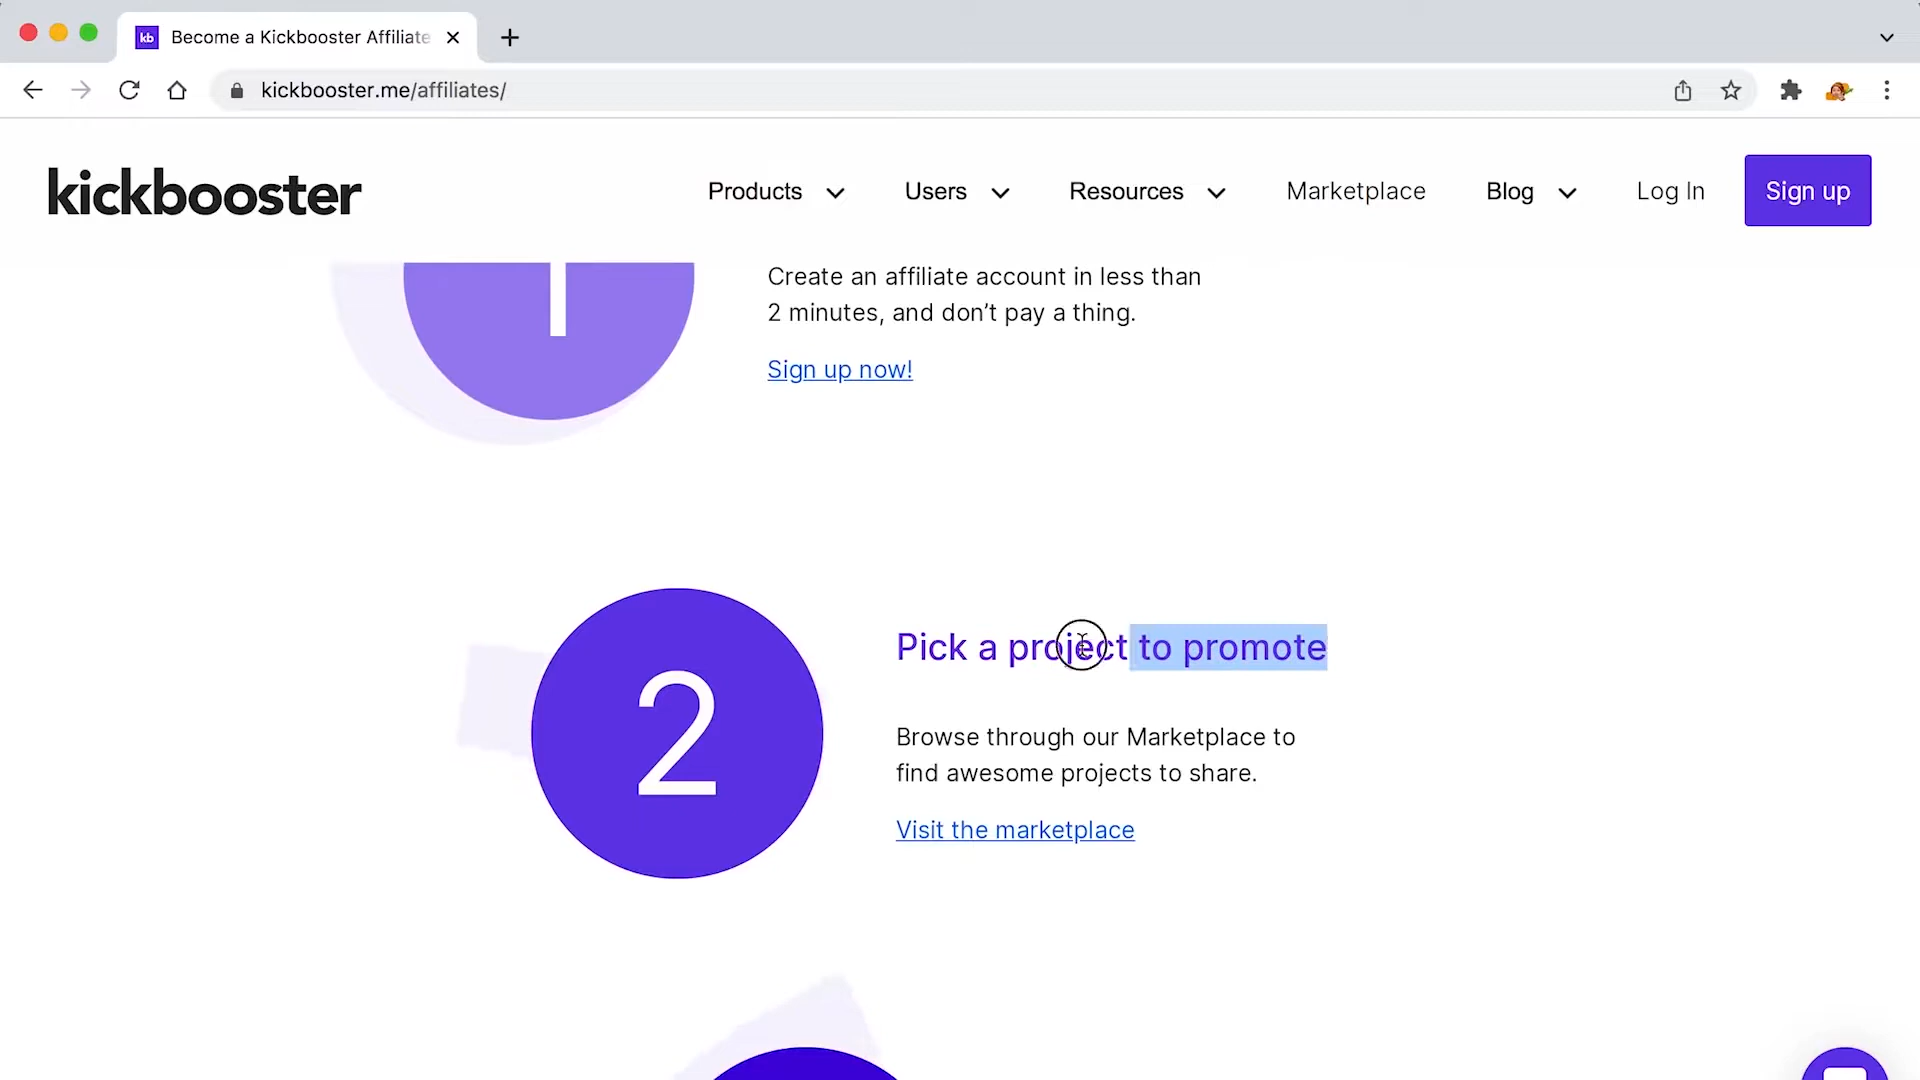 kb Become a Kickbooster Affiliate
kickbooster.me/affiliates/
kickbooster
Products Users Resources Marketplace Blog Log In Sign up
1
Create an affiliate account in less than
2 minutes, and don’t pay a thing.
Sign up now!
2
Pick a project to promote
Browse through our Marketplace to
find awesome projects to share.
Visit the marketplace